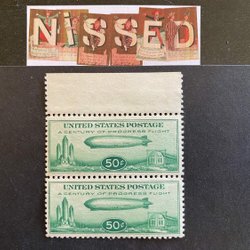 NiSSED
UNITED STATES POSTAGE
A CENTURY OF PROGRESS FLIGHT
50¢
UNITED STATES POSTAGE
A CENTURY OF PROGRESS FLIGHT
50¢